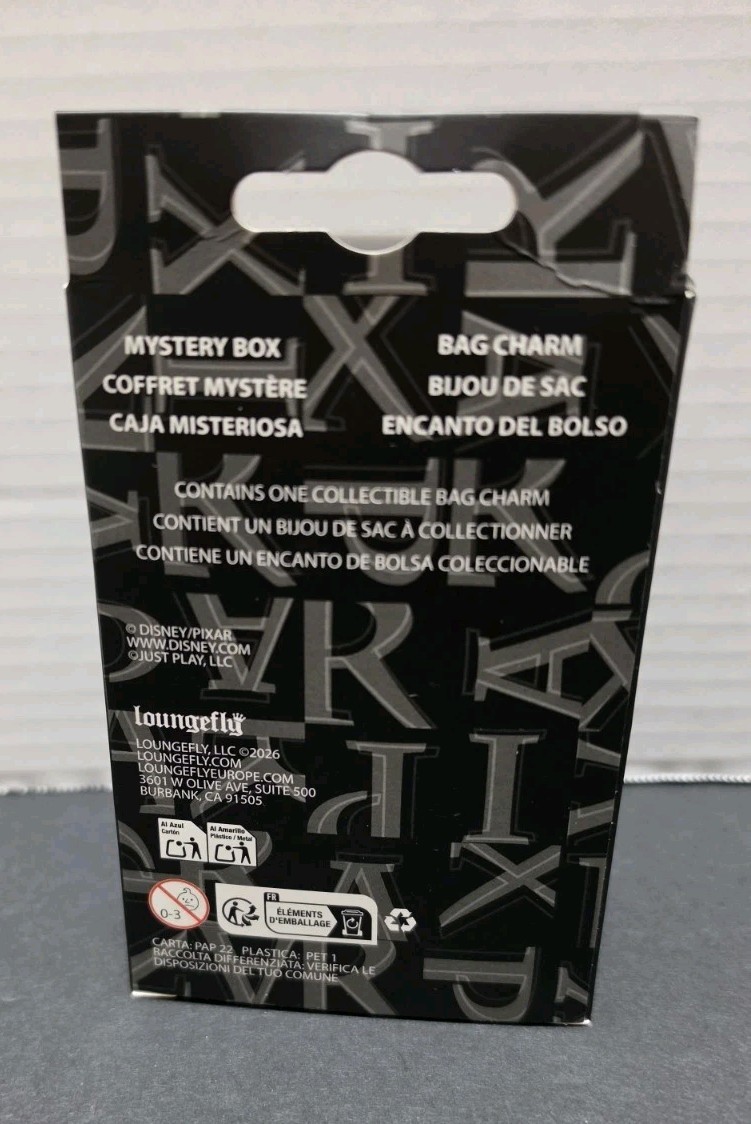 MYSTERY BOX
COFFRET MYSTÈRE
CAJA MISTERIOSA
BAG CHARM
BIJOU DE SAC
ENCANTO DEL BOLSO
CONTAINS ONE COLLECTIBLE BAG CHARM
CONTIENT UN BIJOU DE SAC À COLLECTIONNER
CONTIENE UN ENCANTO DE BOLSA COLECCIONABLE
© DISNEY/PIXAR
WWW.DISNEY.COM
©JUST PLAY, LLC
loungefly
LOUNGEFLY, LLC ©2026
LOUNGEFLY.COM
LOUNGEFLYEUROPE.COM
3601 W OLIVE AVE, SUITE 500
BURBANK, CA 91505
Al Azul
Cartón
Al Amarillo
Plástico / Metal
0-3
FR
ÉLÉMENTS
D'EMBALLAGE
CARTA: PAP 22 PLASTICA: PET 1
RACCOLTA DIFFERENZIATA: VERIFICA LE
DISPOSIZIONI DEL TUO COMUNE